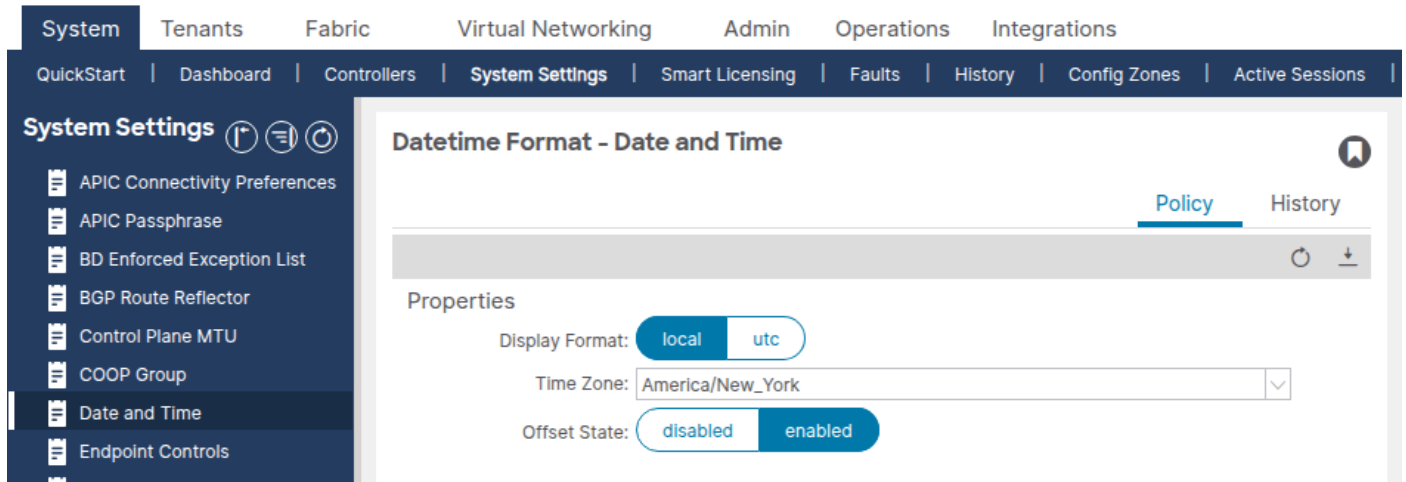 System Tenants Fabric Virtual Networking Admin Operations Integrations
QuickStart | Dashboard | Controllers | System Settings | Smart Licensing | Faults | History | Config Zones | Active Sessions |
System Settings
APIC Connectivity Preferences
APIC Passphrase
BD Enforced Exception List
BGP Route Reflector
Control Plane MTU
COOP Group
Date and Time
Endpoint Controls
Datetime Format - Date and Time
Policy History
Properties
Display Format: local utc
Time Zone: America/New_York
Offset State: disabled enabled